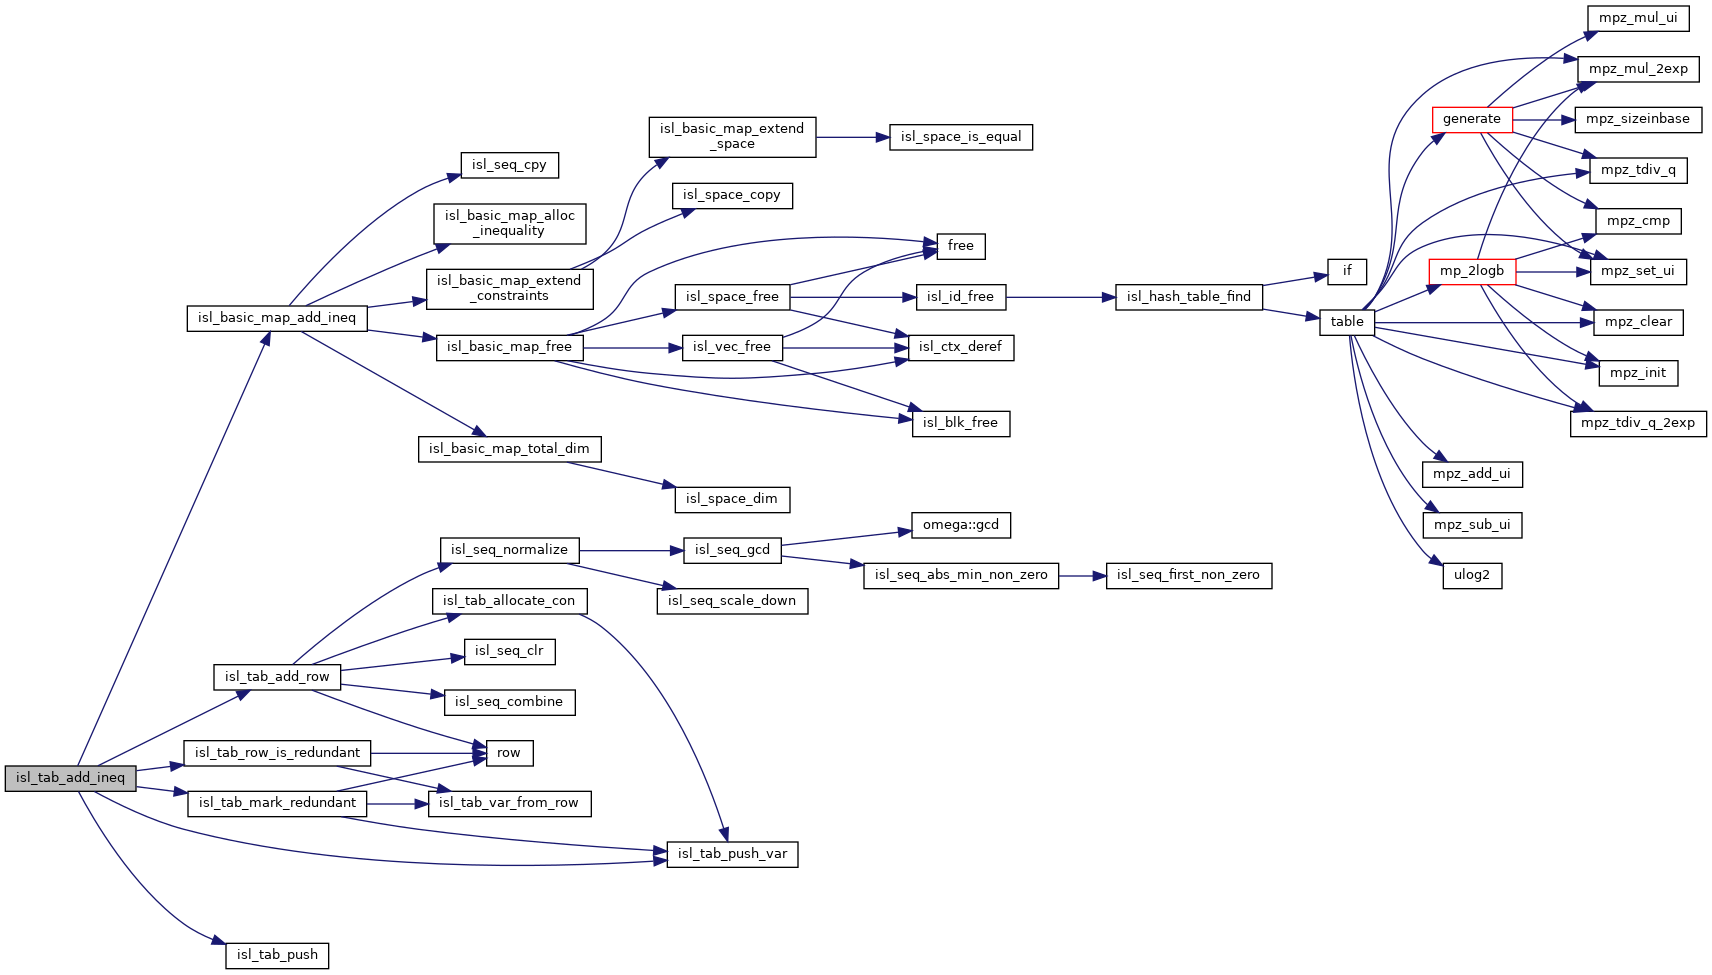 mpz_mul_ui
mpz_mul_2exp
generate
mpz_sizeinbase
isl_basic_map_extend
_space
isl_space_is_equal
isl_seq_cpy
mpz_tdiv_q
isl_space_copy
isl_basic_map_alloc
_inequality
mpz_cmp
free
if
mp_2logb
mpz_set_ui
isl_basic_map_extend
_constraints
isl_space_free
isl_id_free
isl_hash_table_find
isl_basic_map_add_ineq
table
mpz_clear
isl_basic_map_free
isl_vec_free
isl_ctx_deref
mpz_init
isl_blk_free
mpz_tdiv_q_2exp
isl_basic_map_total_dim
mpz_add_ui
isl_space_dim
omega::gcd
mpz_sub_ui
isl_seq_normalize
isl_seq_gcd
isl_seq_abs_min_non_zero
isl_seq_first_non_zero
ulog2
isl_tab_allocate_con
isl_seq_scale_down
isl_seq_clr
isl_tab_add_row
isl_seq_combine
isl_tab_row_is_redundant
row
isl_tab_add_ineq
isl_tab_mark_redundant
isl_tab_var_from_row
isl_tab_push_var
isl_tab_push